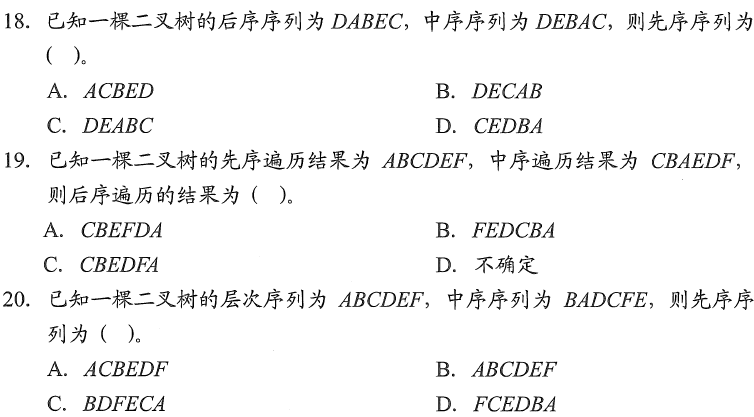 18. 已知一棵二叉树的后序序列为 DABEC，中序序列为 DEBAC，则先序序列为
（　）。
A. ACBED　B. DECAB
C. DEABC　D. CEDBA
19. 已知一棵二叉树的先序遍历结果为 ABCDEF，中序遍历结果为 CBAEDF，
则后序遍历的结果为（　）。
A. CBEFDA　B. FEDCBA
C. CBEDFA　D. 不确定
20. 已知一棵二叉树的层次序列为 ABCDEF，中序序列为 BADCFE，则先序序
列为（　）。
A. ACBEDF　B. ABCDEF
C. BDFECA　D. FCEDBA